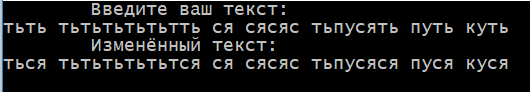 Введите ваш текст:
тьть тьтьтьтьтьтть ся сясяс тьпусять путь куть
Изменённый текст:
ться тьтьтьтьтьтся ся сясяс тьпусяся пуся куся